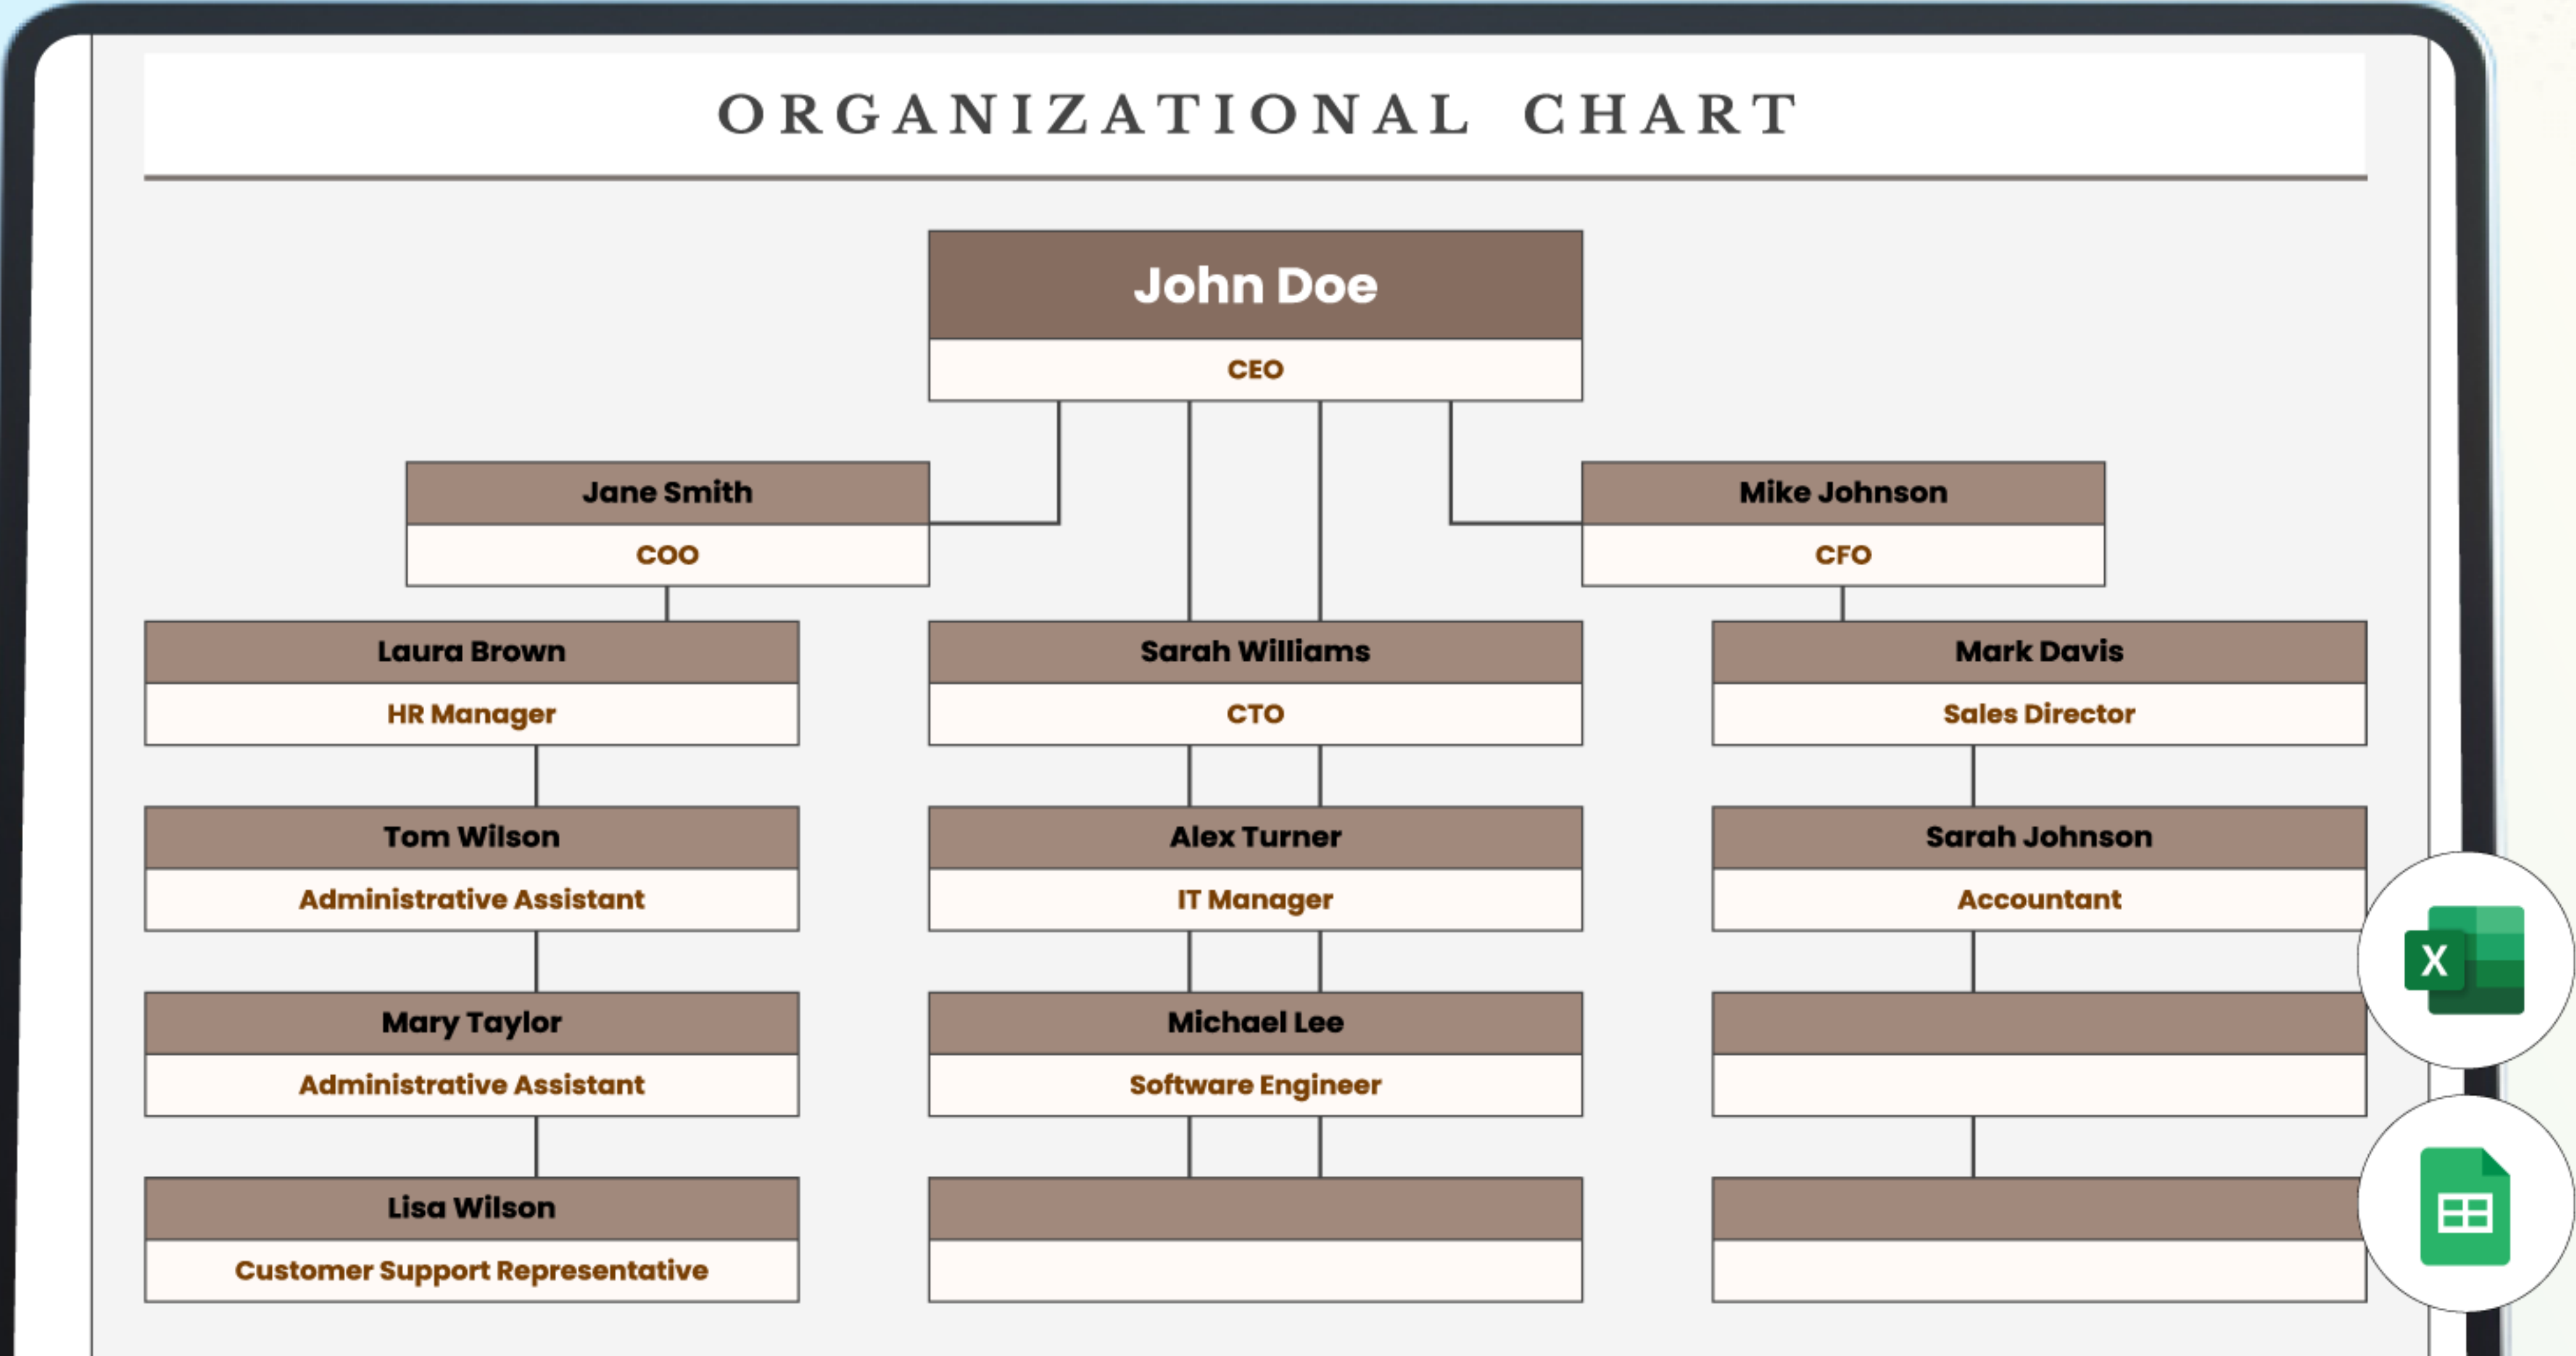 ORGANIZATIONAL CHART
John Doe
CEO
Jane Smith
COO
Mike Johnson
CFO
Laura Brown
HR Manager
Sarah Williams
CTO
Mark Davis
Sales Director
Tom Wilson
Administrative Assistant
Alex Turner
IT Manager
Sarah Johnson
Accountant
Mary Taylor
Administrative Assistant
Michael Lee
Software Engineer
Lisa Wilson
Customer Support Representative
X